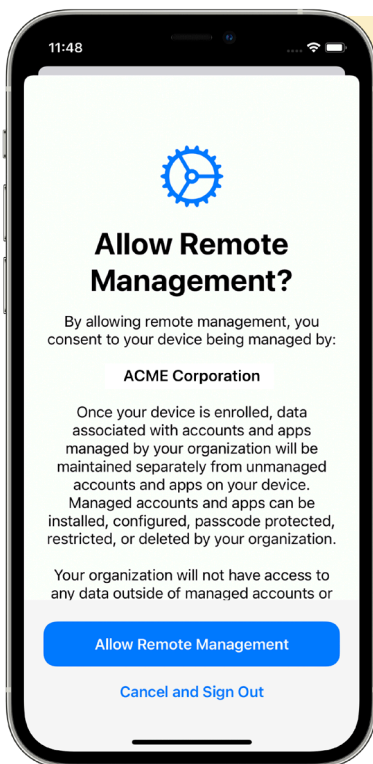 11:48
Allow Remote
Management?
By allowing remote management, you
consent to your device being managed by:
ACME Corporation
Once your device is enrolled, data
associated with accounts and apps
managed by your organization will be
maintained separately from unmanaged
accounts and apps on your device.
Managed accounts and apps can be
installed, configured, passcode protected,
restricted, or deleted by your organization.
Your organization will not have access to
any data outside of managed accounts or
Allow Remote Management
Cancel and Sign Out